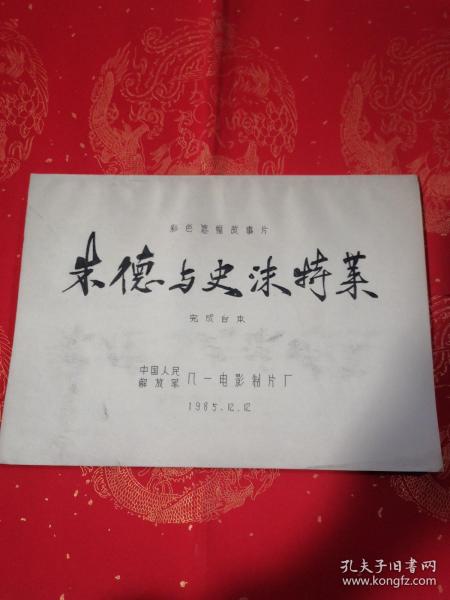 彩色宽幅故事片
朱德与史沫特莱
完成台本
中国人民
解放军 八一电影制片厂
1985.12.12
孔夫子旧书网
www.kongfz.com